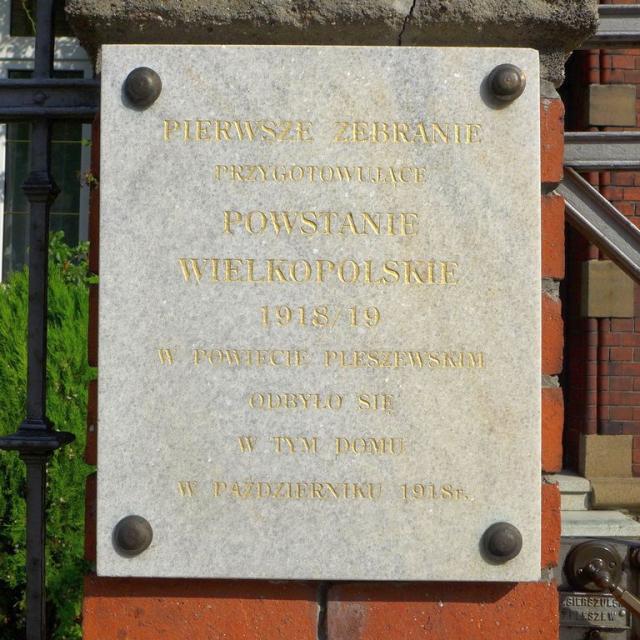 PIERWSZE ZEBRANIE
PRZYGOTOWUJĄCE
POWSTANIE
WIELKOPOLSKIE
1918/19
W POWIECIE PLESZEWSKIM
ODBYŁO SIĘ
W TYM DOMU
W PAŹDZIERNIKU 1918r.